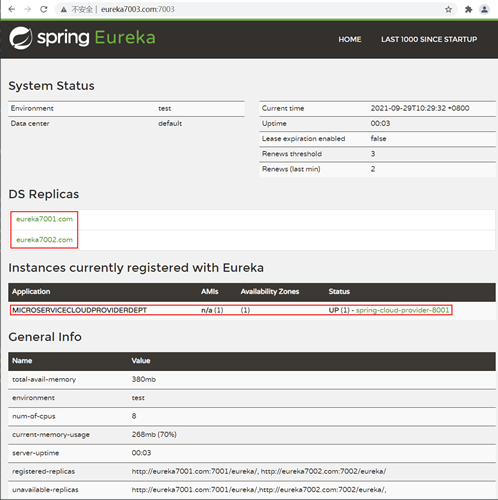 不安全 | eureka7003.com:7003
spring Eureka
HOME LAST 1000 SINCE STARTUP
System Status
Environment test
Data center default
Current time 2021-09-29T10:29:32 +0800
Uptime 00:03
Lease expiration enabled false
Renews threshold 3
Renews (last min) 2
DS Replicas
eureka7001.com
eureka7002.com
Instances currently registered with Eureka
Application AMIs Availability Zones Status
MICROSERVICECLOUDPROVIDERDEPT n/a (1) (1) UP (1) - spring-cloud-provider-8001
General Info
Name Value
total-avail-memory 380mb
environment test
num-of-cpus 8
current-memory-usage 268mb (70%)
server-uptime 00:03
registered-replicas http://eureka7001.com:7001/eureka/, http://eureka7002.com:7002/eureka/
unavailable-replicas http://eureka7001.com:7001/eureka/,http://eureka7002.com:7002/eureka/,